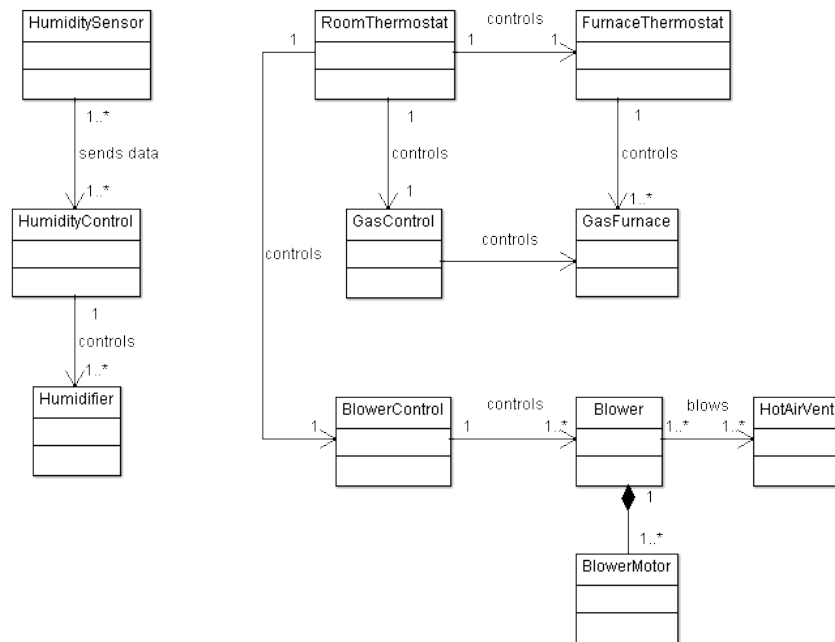 HumiditySensor
RoomThermostat
FurnaceThermostat
controls
1
1
1
1..*
1
1
sends data
controls
controls
1..*
1
1..*
HumidityControl
GasControl
GasFurnace
controls
controls
1
controls
1..*
Humidifier
BlowerControl
Blower
HotAirVent
controls
blows
1
1
1..*
1..*
1..*
1
1..*
BlowerMotor